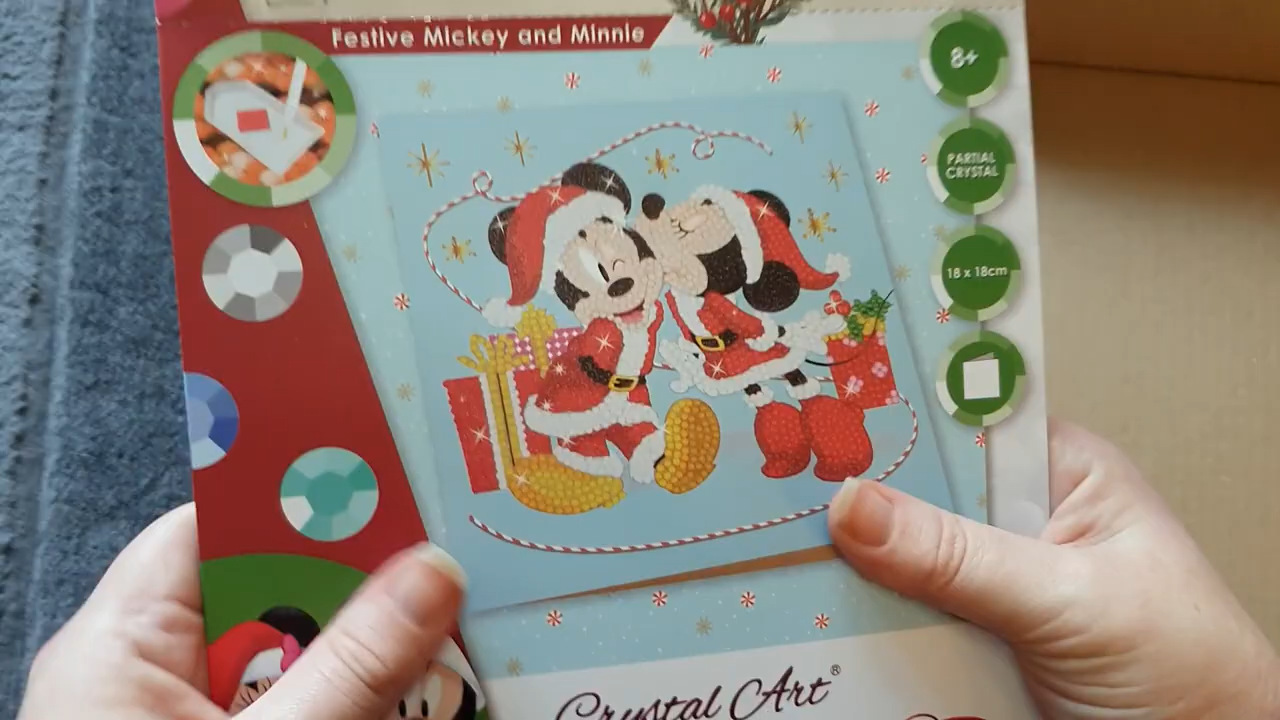 Festive Mickey and Minnie
8+
PARTIAL
CRYSTAL
18 x 18cm
Crystal Art®